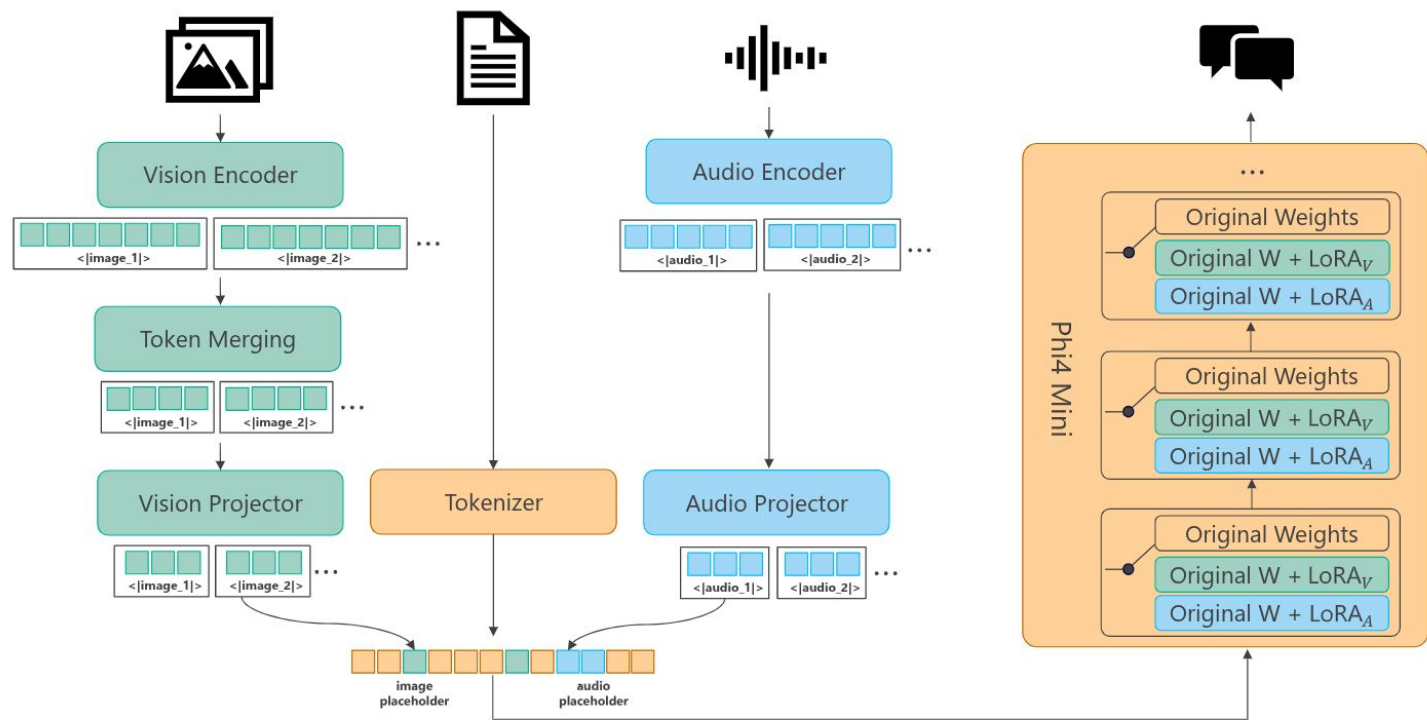 Vision Encoder
<|image_1|>
<|image_2|>
...
Token Merging
<|image_1|>
<|image_2|>
...
Vision Projector
<|image_1|>
<|image_2|>
...
Tokenizer
Audio Encoder
<|audio_1|>
<|audio_2|>
...
Audio Projector
<|audio_1|>
<|audio_2|>
...
image
placeholder
audio
placeholder
Phi4 Mini
...
Original Weights
Original W + LoRA_V
Original W + LoRA_A
Original Weights
Original W + LoRA_V
Original W + LoRA_A
Original Weights
Original W + LoRA_V
Original W + LoRA_A